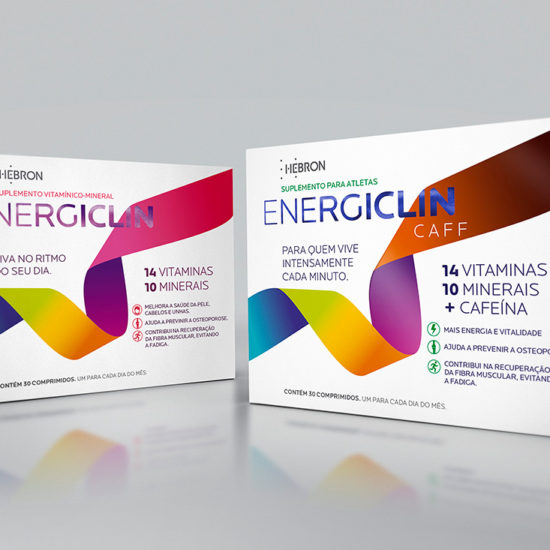 HEBRON
UPLEMENTO VITAMÍNICO-MINERAL
NERGICLIN
IVA NO RITMO
O SEU DIA.
14 VITAMINAS
10 MINERAIS
MELHORA A SAÚDE DA PELE,
CABELOS E UNHAS.
AJUDA A PREVENIR A OSTEOPOROSE.
CONTRIBUI NA RECUPERAÇÃO
DA FIBRA MUSCULAR, EVITANDO
A FADIGA.
CONTÉM 30 COMPRIMIDOS. UM PARA CADA DIA DO MÊS.
HEBRON
SUPLEMENTO PARA ATLETAS
ENERGICLIN
CAFF
PARA QUEM VIVE
INTENSAMENTE
CADA MINUTO.
14 VITAMINAS
10 MINERAIS
+ CAFEÍNA
MAIS ENERGIA E VITALIDADE
AJUDA A PREVENIR A OSTEOPO
CONTRIBUI NA RECUPERAÇÃO
DA FIBRA MUSCULAR, EVITAND
A FADIGA.
CONTÉM 30 COMPRIMIDOS. UM PARA CADA DIA DO MÊS.